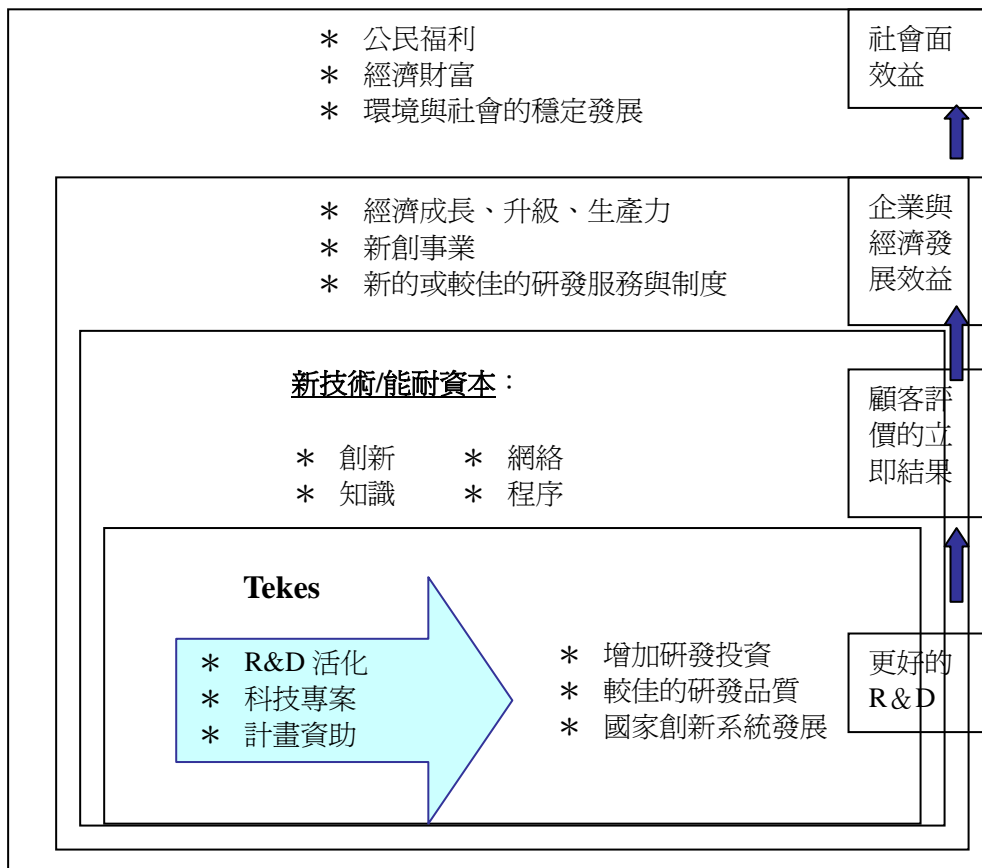 ＊ 公民福利
＊ 經濟財富
＊ 環境與社會的穩定發展
社會面
效益
＊ 經濟成長、升級、生產力
＊ 新創事業
＊ 新的或較佳的研發服務與制度
企業與
經濟發
展效益
新技術/能耐資本：
＊ 創新 ＊ 網絡
＊ 知識 ＊ 程序
顧客評
價的立
即結果
Tekes
＊ R&D 活化
＊ 科技專案
＊ 計畫資助
＊ 增加研發投資
＊ 較佳的研發品質
＊ 國家創新系統發展
更好的
R＆D